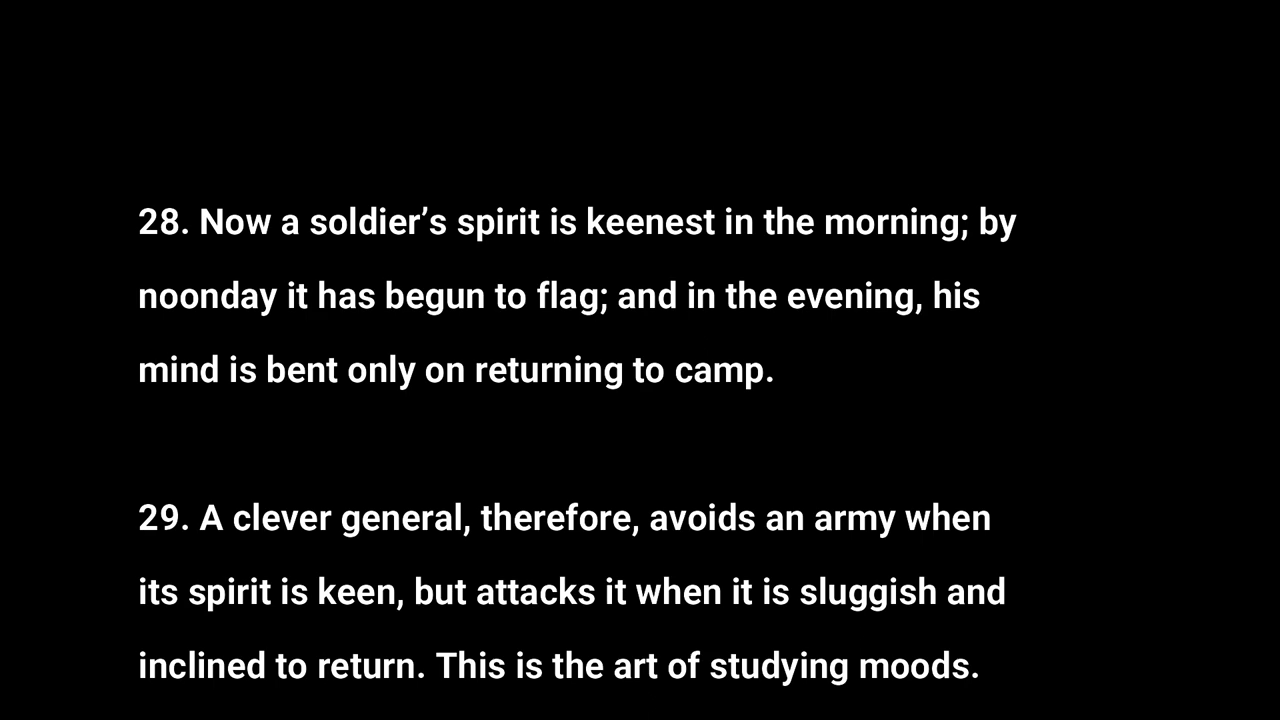 28. Now a soldier’s spirit is keenest in the morning; by
noonday it has begun to flag; and in the evening, his
mind is bent only on returning to camp.
29. A clever general, therefore, avoids an army when
its spirit is keen, but attacks it when it is sluggish and
inclined to return. This is the art of studying moods.